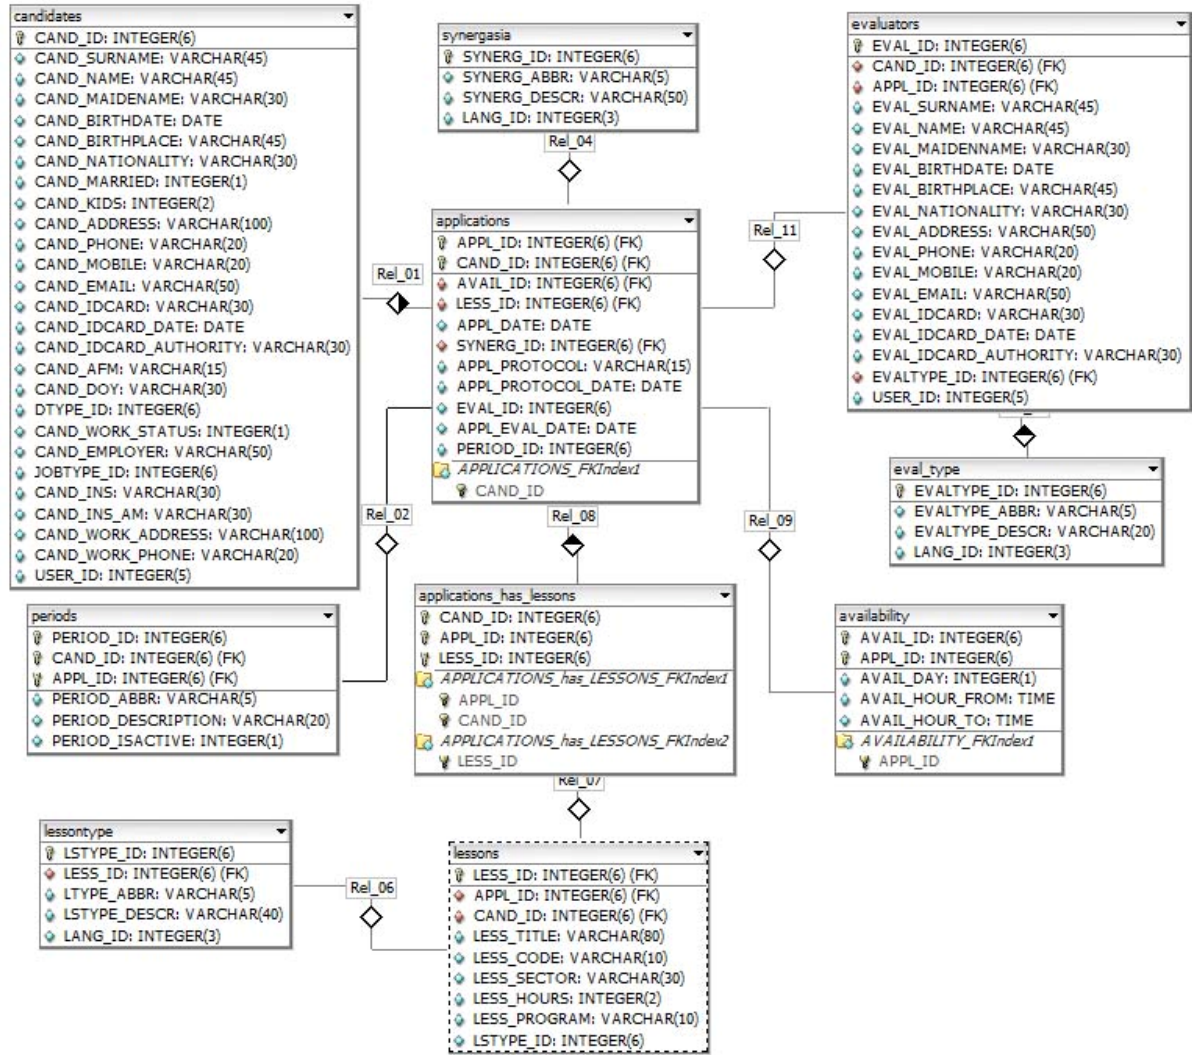 candidates
CAND_ID: INTEGER(6)
CAND_SURNAME: VARCHAR(45)
CAND_NAME: VARCHAR(45)
CAND_MAIDENAME: VARCHAR(30)
CAND_BIRTHDATE: DATE
CAND_BIRTHPLACE: VARCHAR(45)
CAND_NATIONALITY: VARCHAR(30)
CAND_MARRIED: INTEGER(1)
CAND_KIDS: INTEGER(2)
CAND_ADDRESS: VARCHAR(100)
CAND_PHONE: VARCHAR(20)
CAND_MOBILE: VARCHAR(20)
CAND_EMAIL: VARCHAR(50)
CAND_IDCARD: VARCHAR(30)
CAND_IDCARD_DATE: DATE
CAND_IDCARD_AUTHORITY: VARCHAR(30)
CAND_AFM: VARCHAR(15)
CAND_DOY: VARCHAR(30)
DTYPE_ID: INTEGER(6)
CAND_WORK_STATUS: INTEGER(1)
CAND_EMPLOYER: VARCHAR(50)
JOBTYPE_ID: INTEGER(6)
CAND_INS: VARCHAR(30)
CAND_INS_AM: VARCHAR(30)
CAND_WORK_ADDRESS: VARCHAR(100)
CAND_WORK_PHONE: VARCHAR(20)
USER_ID: INTEGER(5)
synergasia
SYNERG_ID: INTEGER(6)
SYNERG_ABBR: VARCHAR(5)
SYNERG_DESCR: VARCHAR(50)
LANG_ID: INTEGER(3)
Rel_04
evaluators
EVAL_ID: INTEGER(6)
CAND_ID: INTEGER(6) (FK)
APPL_ID: INTEGER(6) (FK)
EVAL_SURNAME: VARCHAR(45)
EVAL_NAME: VARCHAR(45)
EVAL_MAIDENNAME: VARCHAR(30)
EVAL_BIRTHDATE: DATE
EVAL_BIRTHPLACE: VARCHAR(45)
EVAL_NATIONALITY: VARCHAR(30)
EVAL_ADDRESS: VARCHAR(50)
EVAL_PHONE: VARCHAR(20)
EVAL_MOBILE: VARCHAR(20)
EVAL_EMAIL: VARCHAR(50)
EVAL_IDCARD: VARCHAR(30)
EVAL_IDCARD_DATE: DATE
EVAL_IDCARD_AUTHORITY: VARCHAR(30)
EVALTYPE_ID: INTEGER(6) (FK)
USER_ID: INTEGER(5)
Rel_11
Rel_01
applications
APPL_ID: INTEGER(6) (FK)
CAND_ID: INTEGER(6) (FK)
AVAIL_ID: INTEGER(6) (FK)
LESS_ID: INTEGER(6) (FK)
APPL_DATE: DATE
SYNERG_ID: INTEGER(6) (FK)
APPL_PROTOCOL: VARCHAR(15)
APPL_PROTOCOL_DATE: DATE
EVAL_ID: INTEGER(6)
APPL_EVAL_DATE: DATE
PERIOD_ID: INTEGER(6)
APPLICATIONS_FKIndex1
CAND_ID
eval_type
EVALTYPE_ID: INTEGER(6)
EVALTYPE_ABBR: VARCHAR(5)
EVALTYPE_DESCR: VARCHAR(20)
LANG_ID: INTEGER(3)
Rel_02
Rel_08
Rel_09
periods
PERIOD_ID: INTEGER(6)
CAND_ID: INTEGER(6) (FK)
APPL_ID: INTEGER(6) (FK)
PERIOD_ABBR: VARCHAR(5)
PERIOD_DESCRIPTION: VARCHAR(20)
PERIOD_ISACTIVE: INTEGER(1)
applications_has_lessons
CAND_ID: INTEGER(6)
APPL_ID: INTEGER(6)
LESS_ID: INTEGER(6)
APPLICATIONS_has_LESSONS_FKIndex1
APPL_ID
CAND_ID
APPLICATIONS_has_LESSONS_FKIndex2
LESS_ID
Rel_07
availability
AVAIL_ID: INTEGER(6)
APPL_ID: INTEGER(6)
AVAIL_DAY: INTEGER(1)
AVAIL_HOUR_FROM: TIME
AVAIL_HOUR_TO: TIME
AVAILABILITY_FKIndex1
APPL_ID
lessontype
LSTYPE_ID: INTEGER(6)
LESS_ID: INTEGER(6) (FK)
LTYPE_ABBR: VARCHAR(5)
LSTYPE_DESCR: VARCHAR(40)
LANG_ID: INTEGER(3)
Rel_06
lessons
LESS_ID: INTEGER(6) (FK)
APPL_ID: INTEGER(6) (FK)
CAND_ID: INTEGER(6) (FK)
LESS_TITLE: VARCHAR(80)
LESS_CODE: VARCHAR(10)
LESS_SECTOR: VARCHAR(30)
LESS_HOURS: INTEGER(2)
LESS_PROGRAM: VARCHAR(10)
LSTYPE_ID: INTEGER(6)